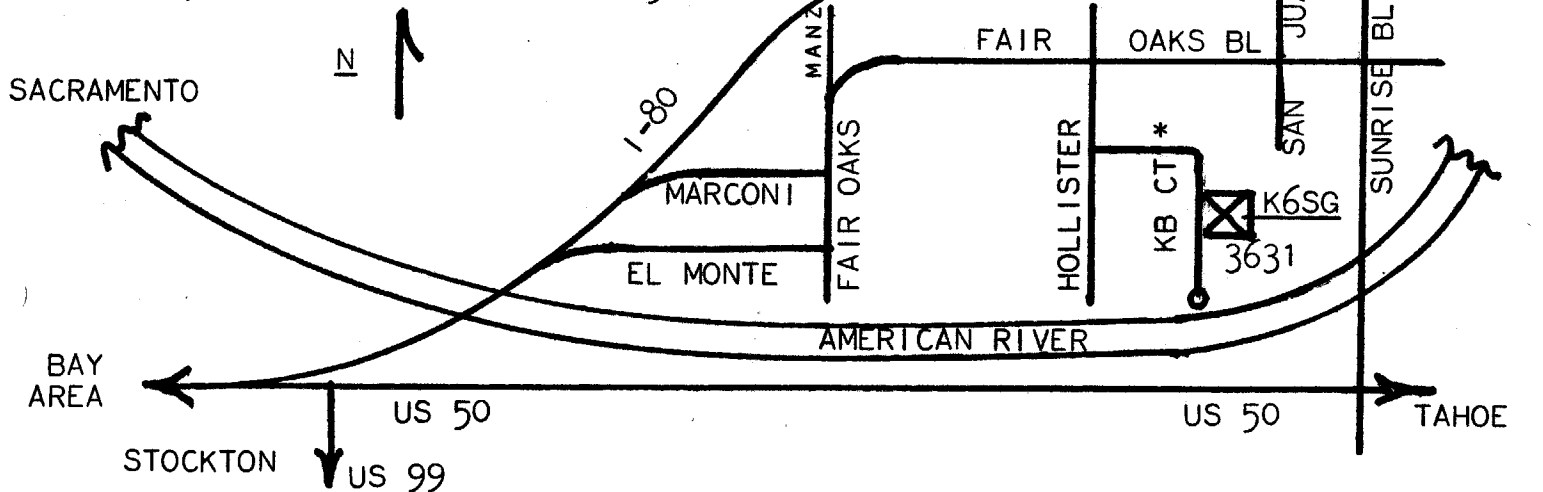 N
SACRAMENTO
I-80
MANZ
FAIR OAKS BL
SAN JUA
SUNRISE BL
MARCONI
EL MONTE
FAIR OAKS
HOLLISTER
KB CT *
K6SG
3631
AMERICAN RIVER
BAY
AREA
US 50
US 50
TAHOE
STOCKTON
US 99